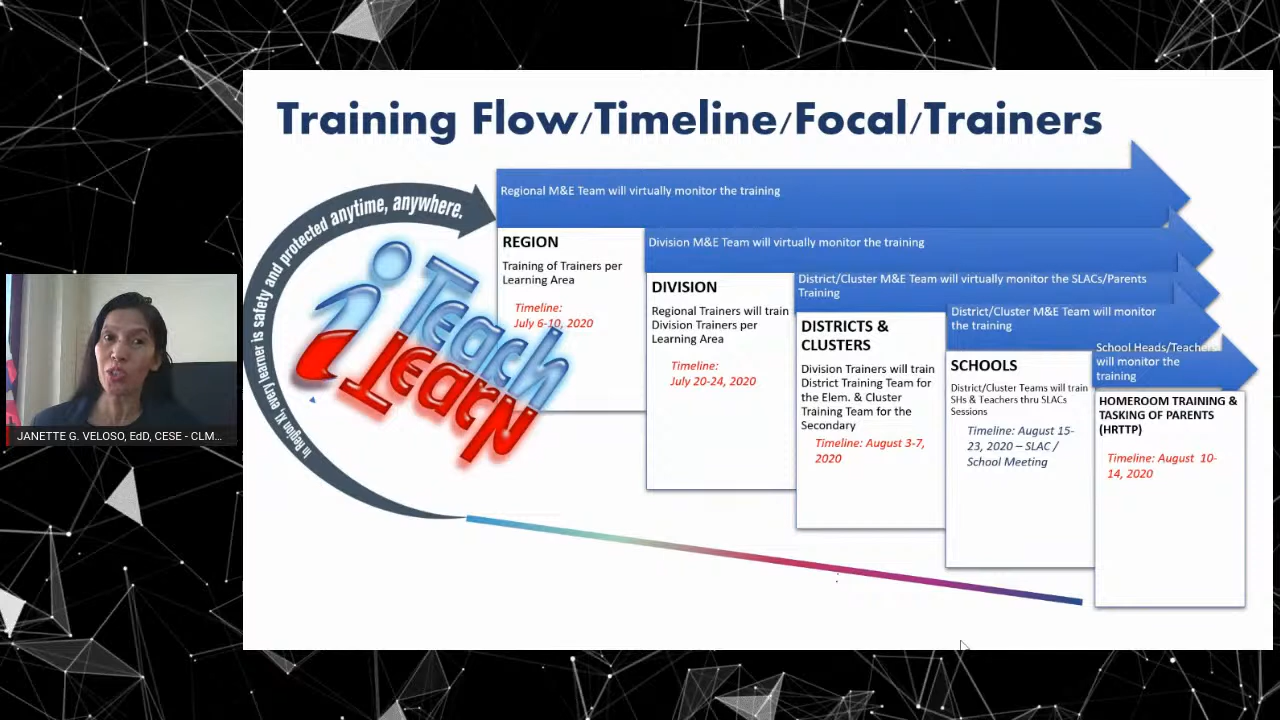 Training Flow/Timeline/Focal/Trainers
In Region XI, every learner is safety and protected anytime, anywhere.
iTeach
iLearn
Regional M&E Team will virtually monitor the training
REGION
Training of Trainers per
Learning Area
Timeline:
July 6-10, 2020
Division M&E Team will virtually monitor the training
DIVISION
Regional Trainers will train
Division Trainers per
Learning Area
Timeline:
July 20-24, 2020
District/Cluster M&E Team will virtually monitor the SLACs/Parents
Training
DISTRICTS &
CLUSTERS
Division Trainers will train
District Training Team for
the Elem. & Cluster
Training Team for the
Secondary
Timeline: August 3-7,
2020
District/Cluster M&E Team will monitor
the training
SCHOOLS
District/Cluster Teams will train
SHs & Teachers thru SLACs
Sessions
Timeline: August 15-
23, 2020 – SLAC /
School Meeting
School Heads/Teachers
will monitor the
training
HOMEROOM TRAINING &
TASKING OF PARENTS
(HRTTP)
Timeline: August 10-
14, 2020
JANETTE G. VELOSO, EdD, CESE - CLM...